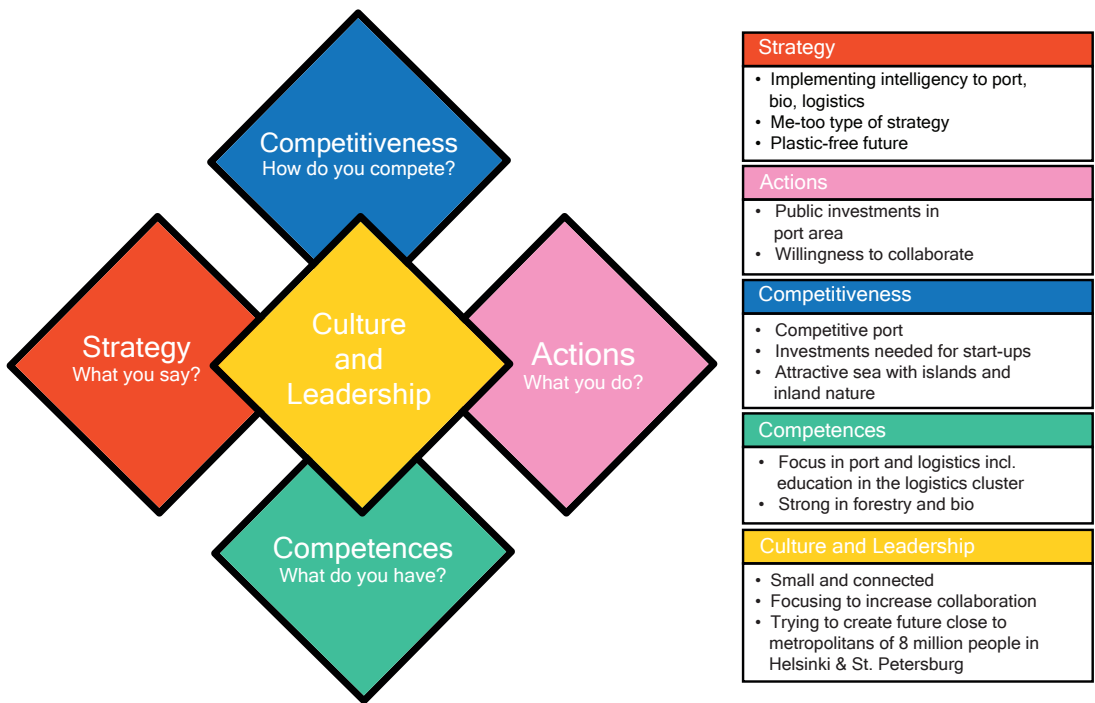 Competitiveness
How do you compete?
Strategy
What you say?
Culture
and
Leadership
Actions
What you do?
Competences
What do you have?
Strategy
• Implementing intelligency to port,
bio, logistics
• Me-too type of strategy
• Plastic-free future
Actions
• Public investments in
port area
• Willingness to collaborate
Competitiveness
• Competitive port
• Investments needed for start-ups
• Attractive sea with islands and
inland nature
Competences
• Focus in port and logistics incl.
education in the logistics cluster
• Strong in forestry and bio
Culture and Leadership
• Small and connected
• Focusing to increase collaboration
• Trying to create future close to
metropolitans of 8 million people in
Helsinki & St. Petersburg